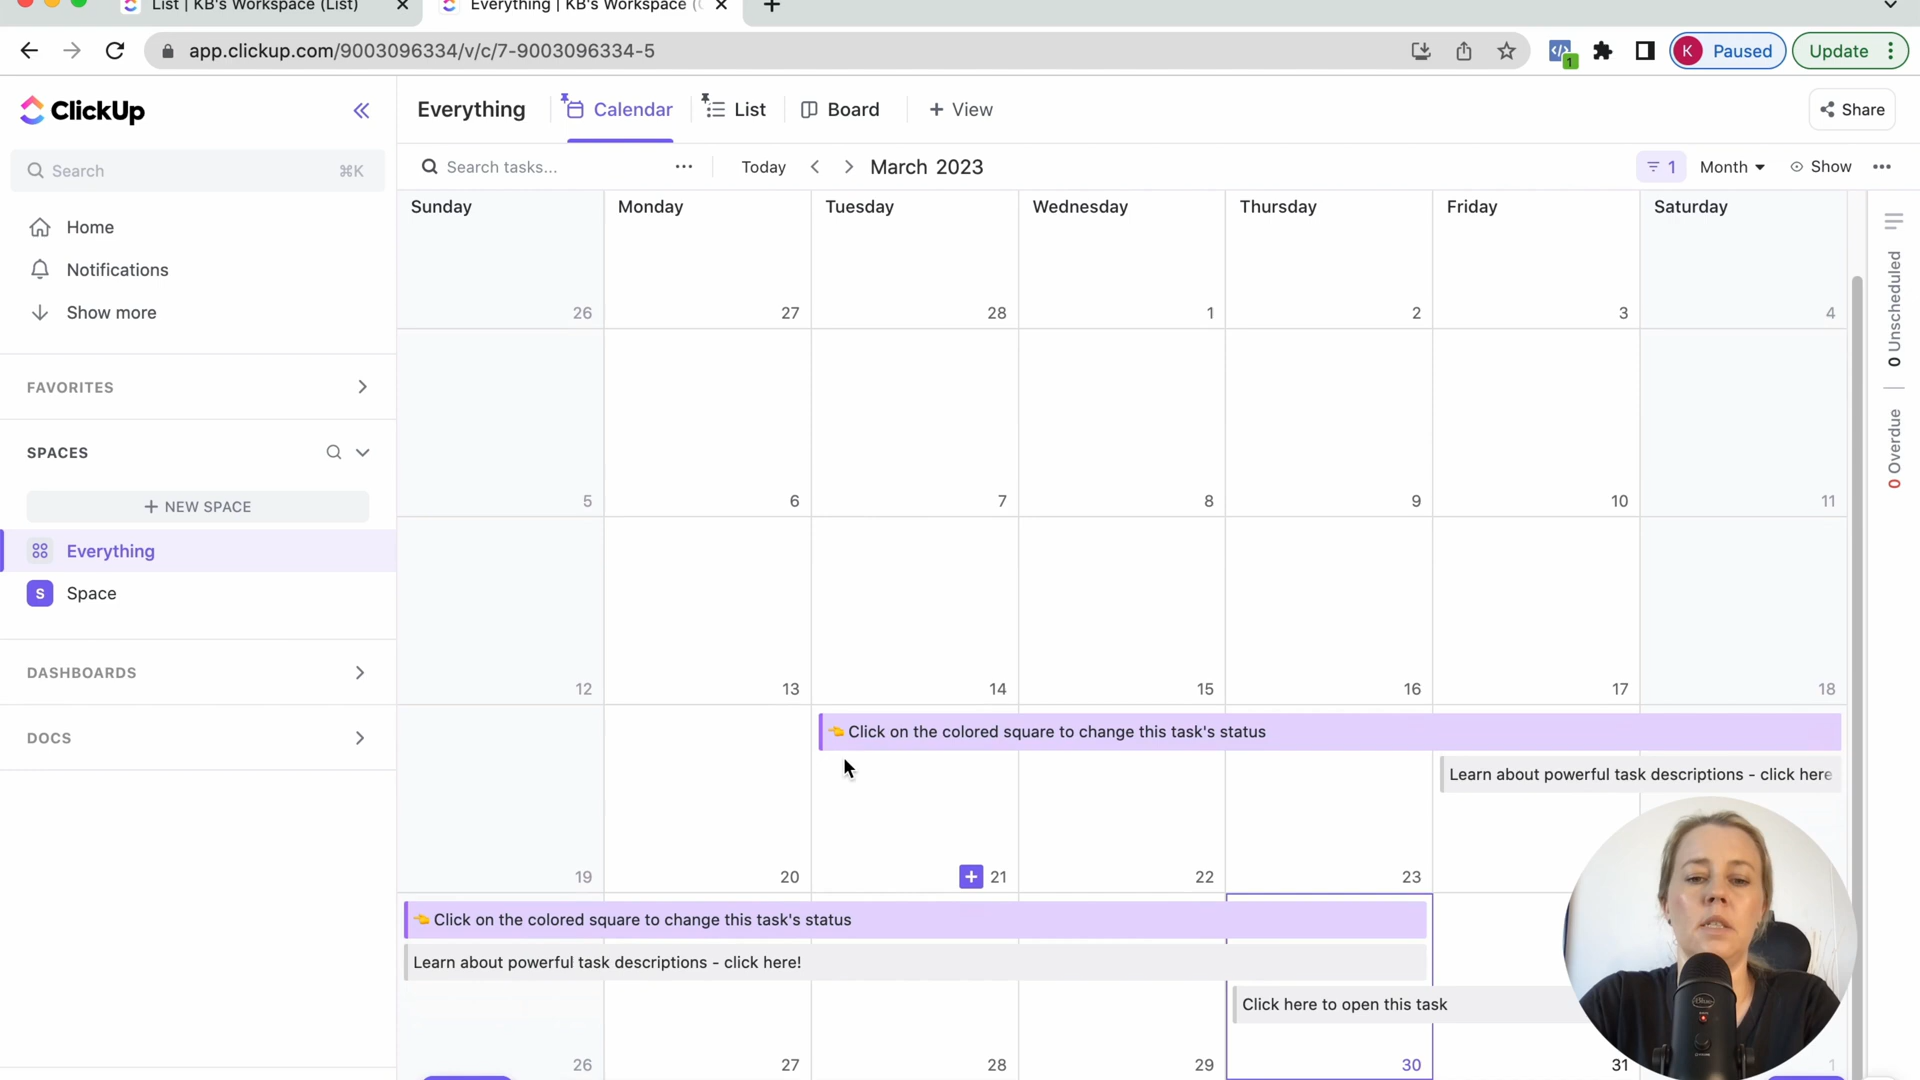 List | KB's Workspace (List)
Everything | KB's Workspace (
app.clickup.com/9003096334/v/c/7-9003096334-5
1
K Paused
Update
ClickUp
Search ⌘K
Home
Notifications
Show more
FAVORITES
SPACES
+ NEW SPACE
Everything
S Space
DASHBOARDS
DOCS
Everything
Calendar
List
Board
+ View
Share
Search tasks...
Today
March 2023
1
Month
Show
Sunday Monday Tuesday Wednesday Thursday Friday Saturday
26 27 28 1 2 3 4
5 6 7 8 9 10 11
12 13 14 15 16 17 18
👈 Click on the colored square to change this task's status
Learn about powerful task descriptions - click here
19 20 + 21 22 23
👈 Click on the colored square to change this task's status
Learn about powerful task descriptions - click here!
Click here to open this task
26 27 28 29 30 31 1
0 Unscheduled
0 Overdue